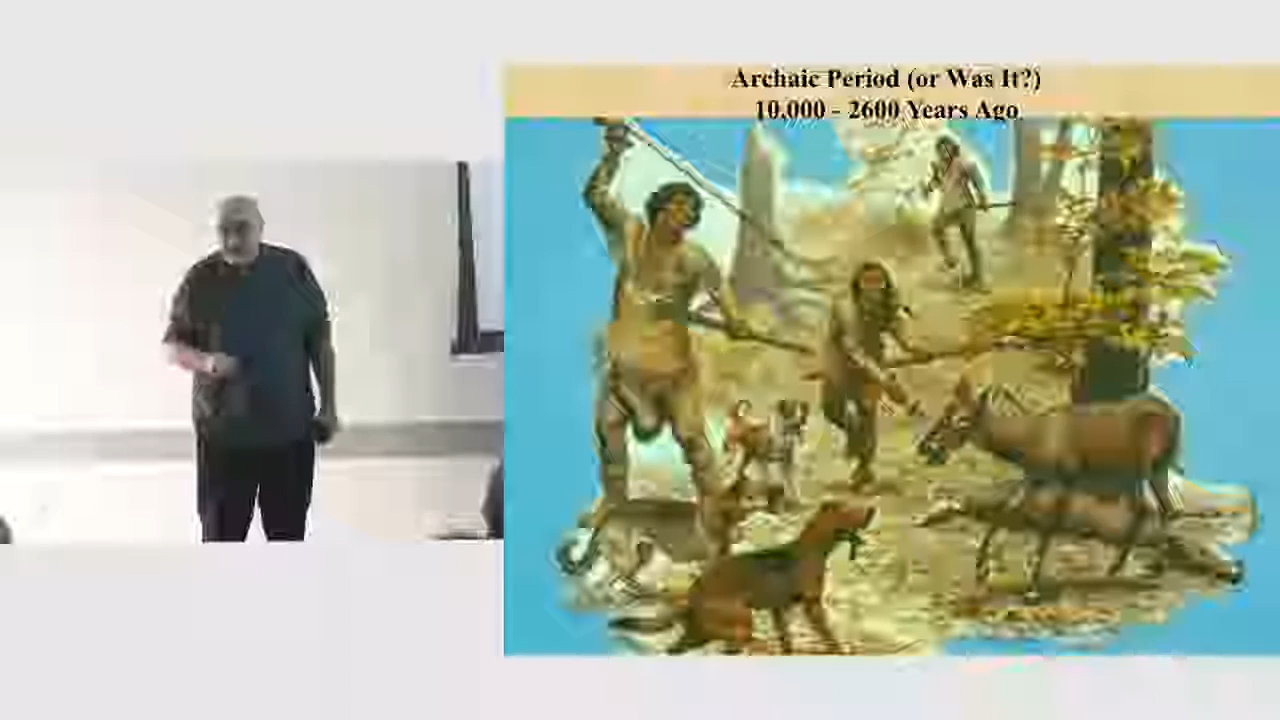 Archaic Period (or Was It?)
10,000 - 2600 Years Ago